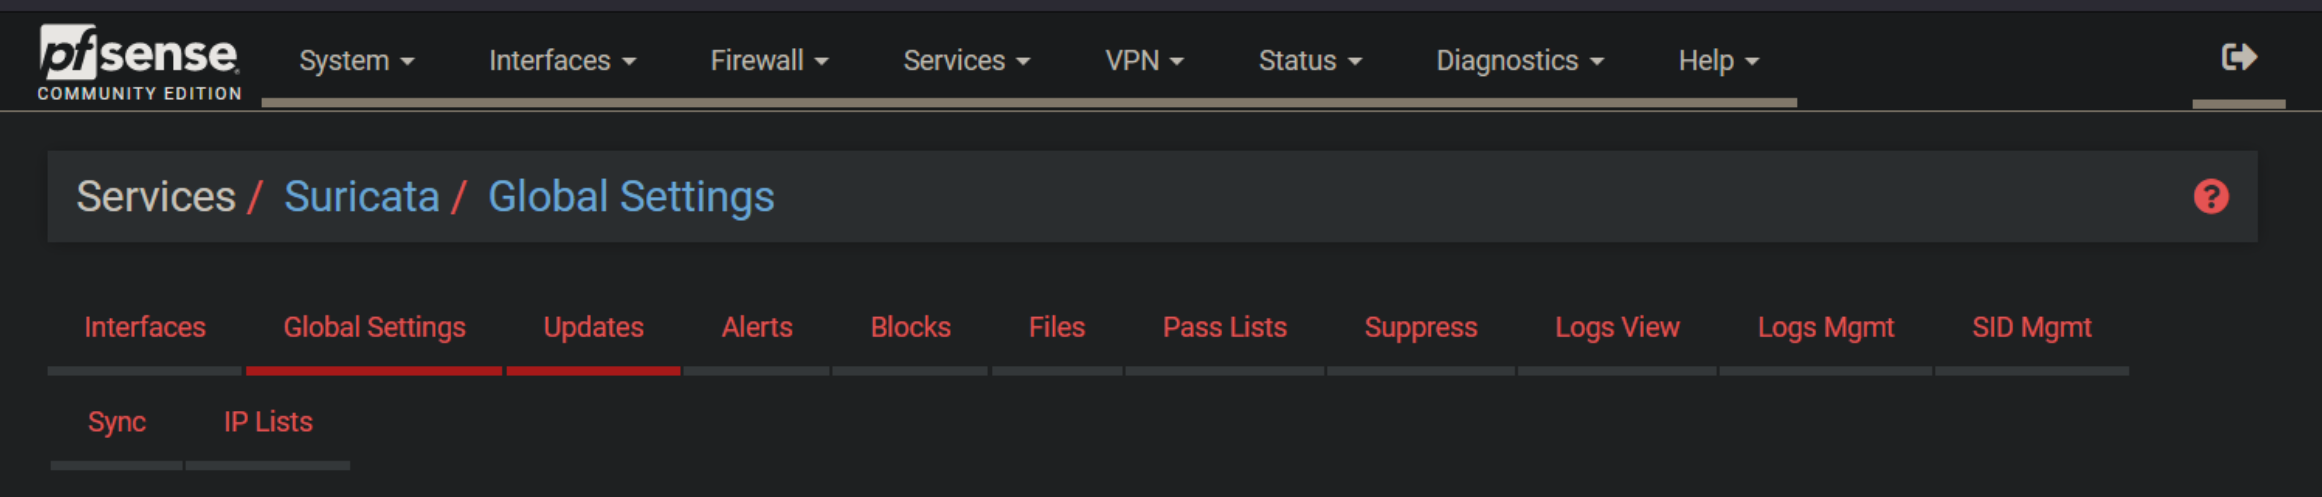 pfsense System Interfaces Firewall Services VPN Status Diagnostics Help
COMMUNITY EDITION
Services / Suricata / Global Settings ?
Interfaces Global Settings Updates Alerts Blocks Files Pass Lists Suppress Logs View Logs Mgmt SID Mgmt
Sync IP Lists